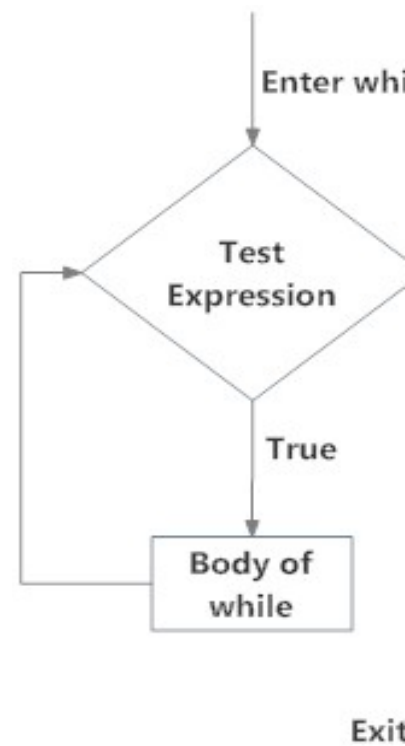 Enter whi
Test
Expression
True
Body of
while
Exit